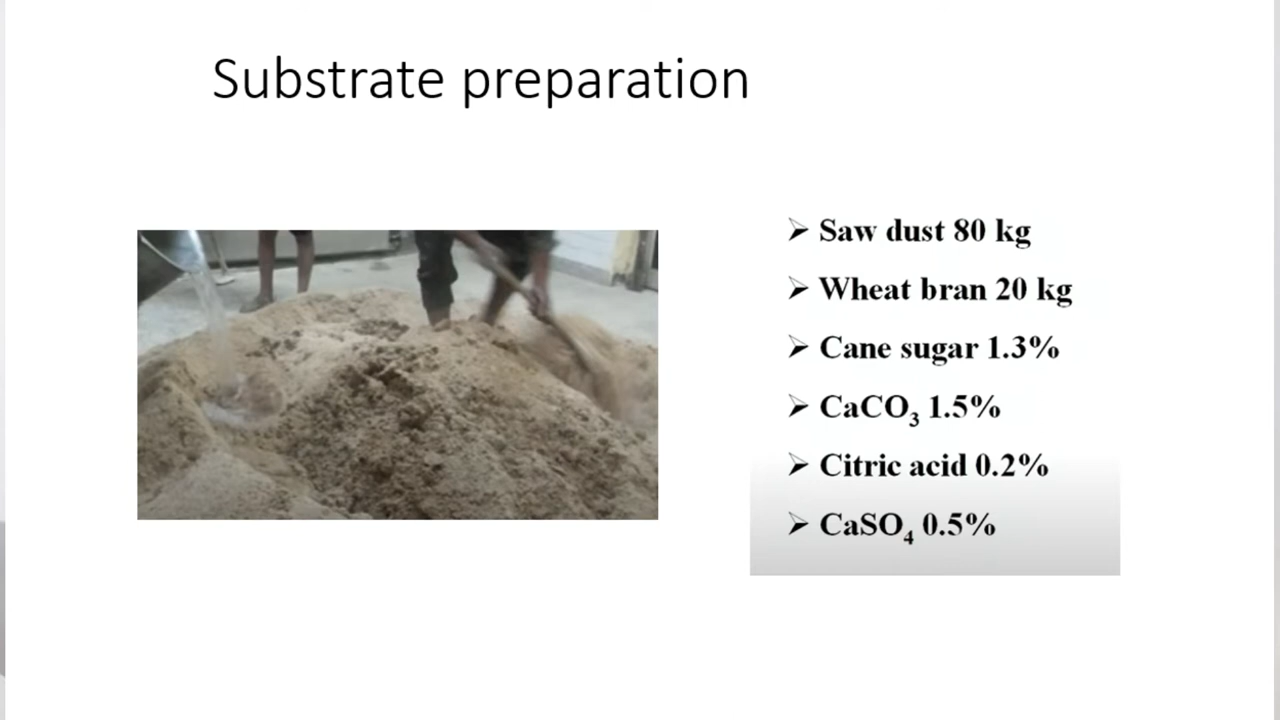 Substrate preparation
➢ Saw dust 80 kg
➢ Wheat bran 20 kg
➢ Cane sugar 1.3%
➢ CaCO₃ 1.5%
➢ Citric acid 0.2%
➢ CaSO₄ 0.5%